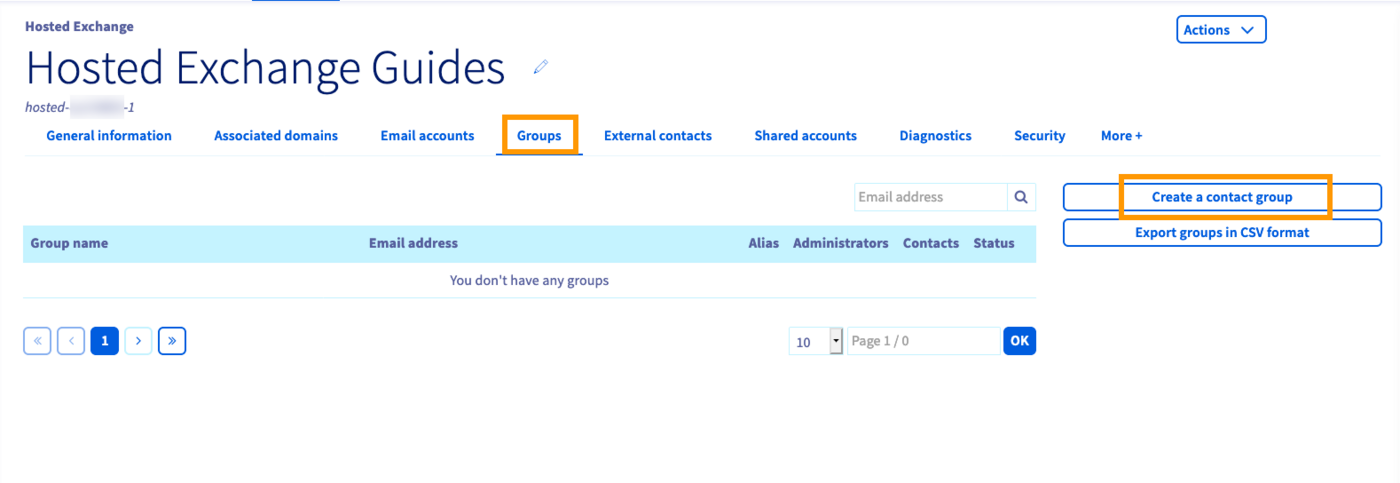 Hosted Exchange
Actions
Hosted Exchange Guides
hosted- -1
General information Associated domains Email accounts Groups External contacts Shared accounts Diagnostics Security More +
Email address
Create a contact group
Export groups in CSV format
Group name Email address Alias Administrators Contacts Status
You don't have any groups
« ‹ 1 › » 10 Page 1 / 0 OK